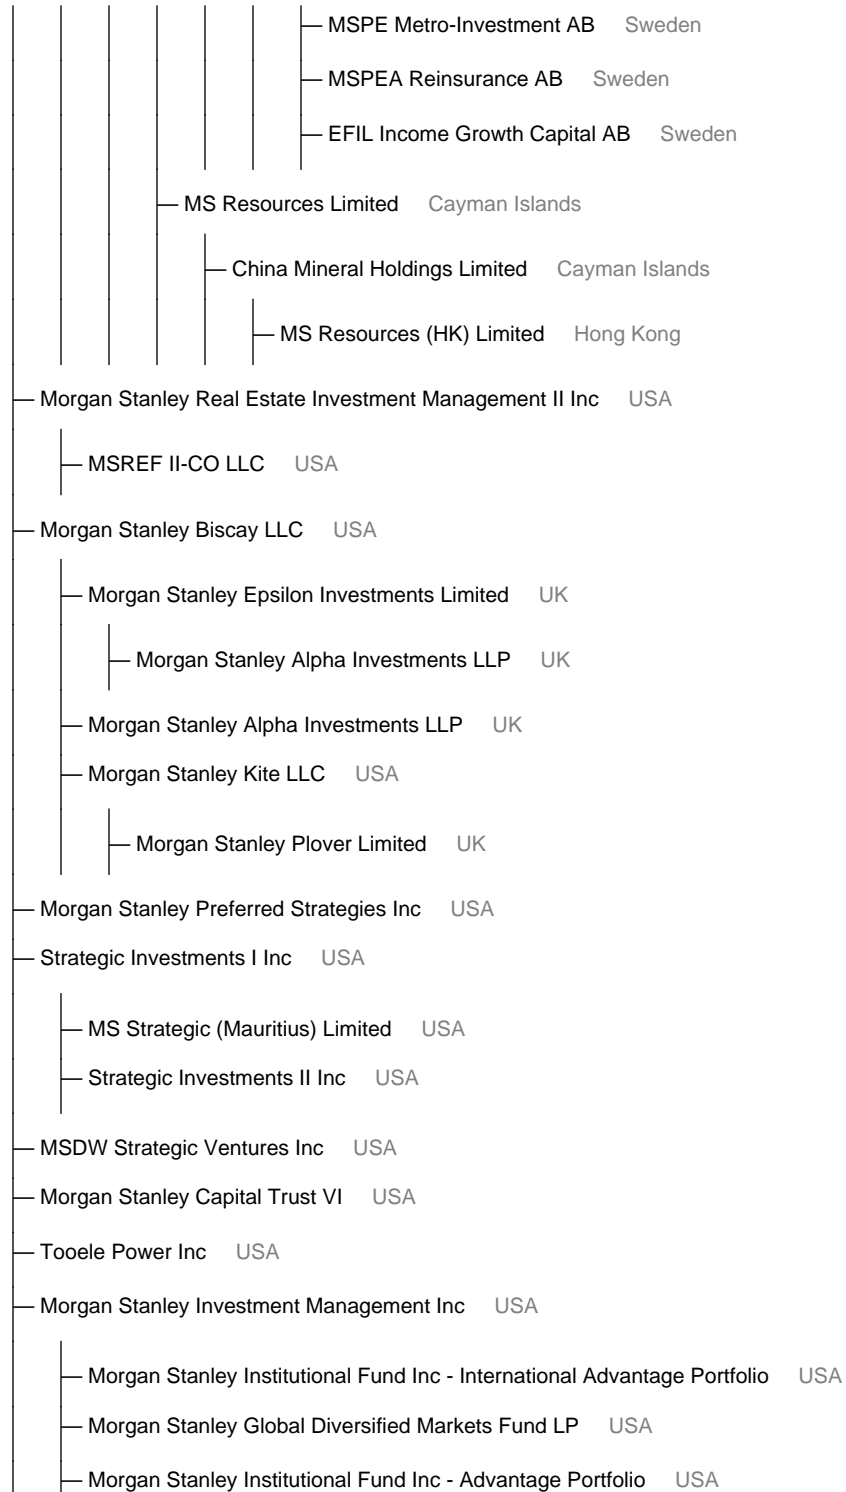 MSPE Metro-Investment AB Sweden
MSPEA Reinsurance AB Sweden
EFIL Income Growth Capital AB Sweden
MS Resources Limited Cayman Islands
China Mineral Holdings Limited Cayman Islands
MS Resources (HK) Limited Hong Kong
Morgan Stanley Real Estate Investment Management II Inc USA
MSREF II-CO LLC USA
Morgan Stanley Biscay LLC USA
Morgan Stanley Epsilon Investments Limited UK
Morgan Stanley Alpha Investments LLP UK
Morgan Stanley Alpha Investments LLP UK
Morgan Stanley Kite LLC USA
Morgan Stanley Plover Limited UK
Morgan Stanley Preferred Strategies Inc USA
Strategic Investments I Inc USA
MS Strategic (Mauritius) Limited USA
Strategic Investments II Inc USA
MSDW Strategic Ventures Inc USA
Morgan Stanley Capital Trust VI USA
Tooele Power Inc USA
Morgan Stanley Investment Management Inc USA
Morgan Stanley Institutional Fund Inc - International Advantage Portfolio USA
Morgan Stanley Global Diversified Markets Fund LP USA
Morgan Stanley Institutional Fund Inc - Advantage Portfolio USA